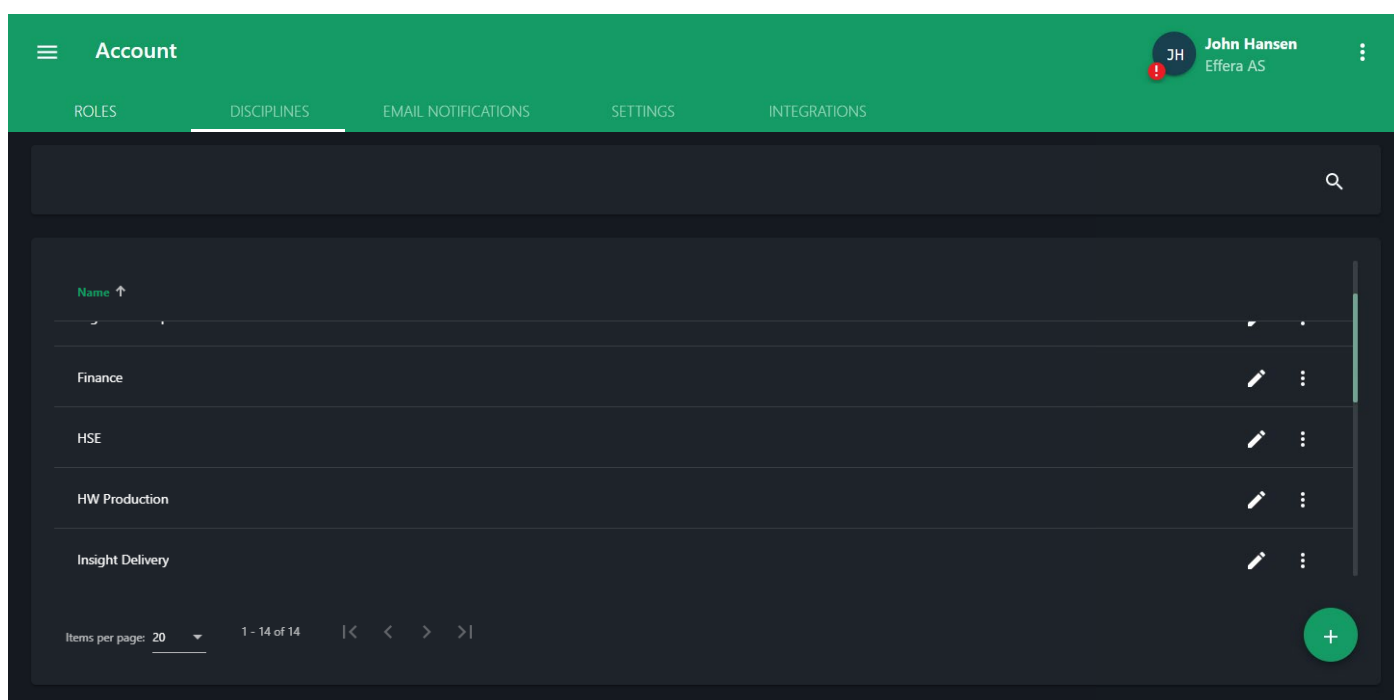 Account
JH
John Hansen
Effera AS
ROLES DISCIPLINES EMAIL NOTIFICATIONS SETTINGS INTEGRATIONS
Name
Finance
HSE
HW Production
Insight Delivery
Items per page: 20 1 - 14 of 14